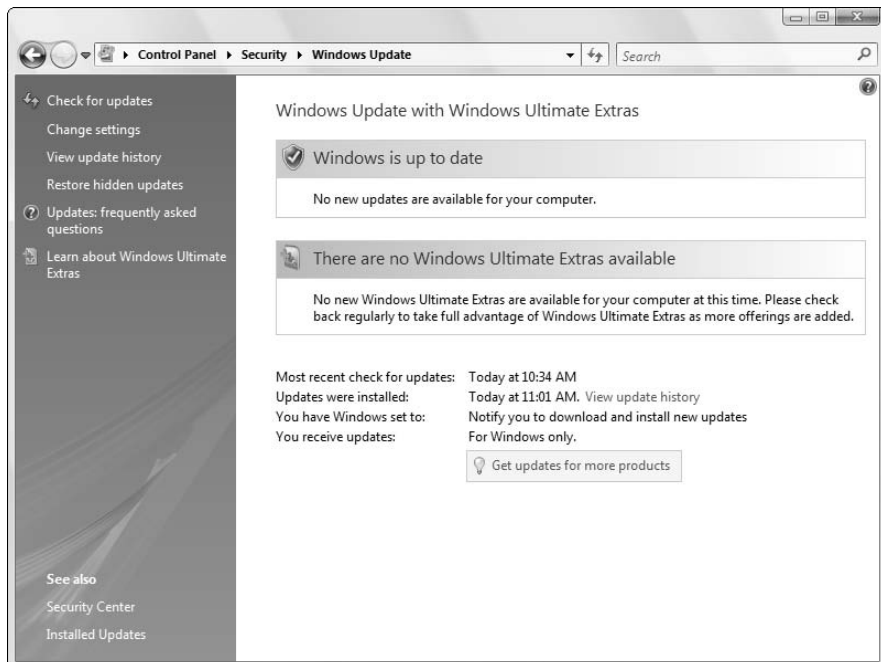 Control Panel ▸ Security ▸ Windows Update
Search
Check for updates
Change settings
View update history
Restore hidden updates
Updates: frequently asked
questions
Learn about Windows Ultimate
Extras
See also
Security Center
Installed Updates
Windows Update with Windows Ultimate Extras
Windows is up to date
No new updates are available for your computer.
There are no Windows Ultimate Extras available
No new Windows Ultimate Extras are available for your computer at this time. Please check
back regularly to take full advantage of Windows Ultimate Extras as more offerings are added.
Most recent check for updates: Today at 10:34 AM
Updates were installed: Today at 11:01 AM. View update history
You have Windows set to: Notify you to download and install new updates
You receive updates: For Windows only.
Get updates for more products